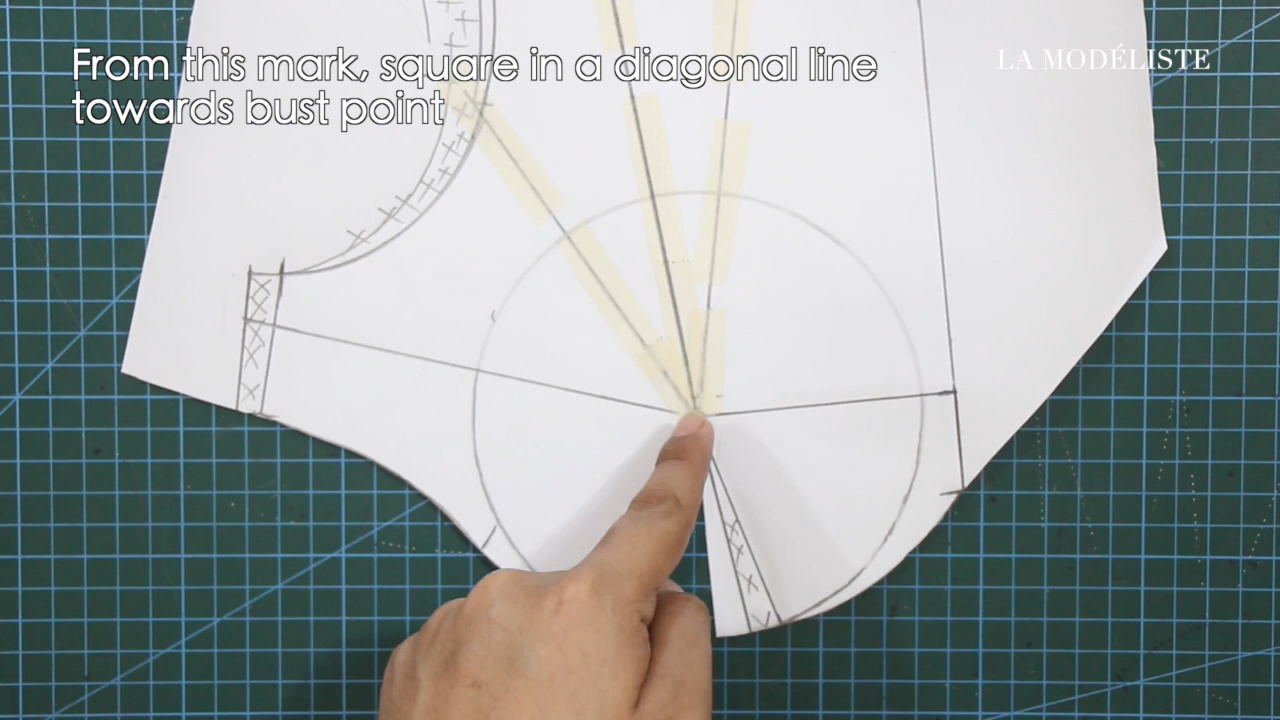 From this mark, square in a diagonal line
towards bust point
LA MODÉLISTE